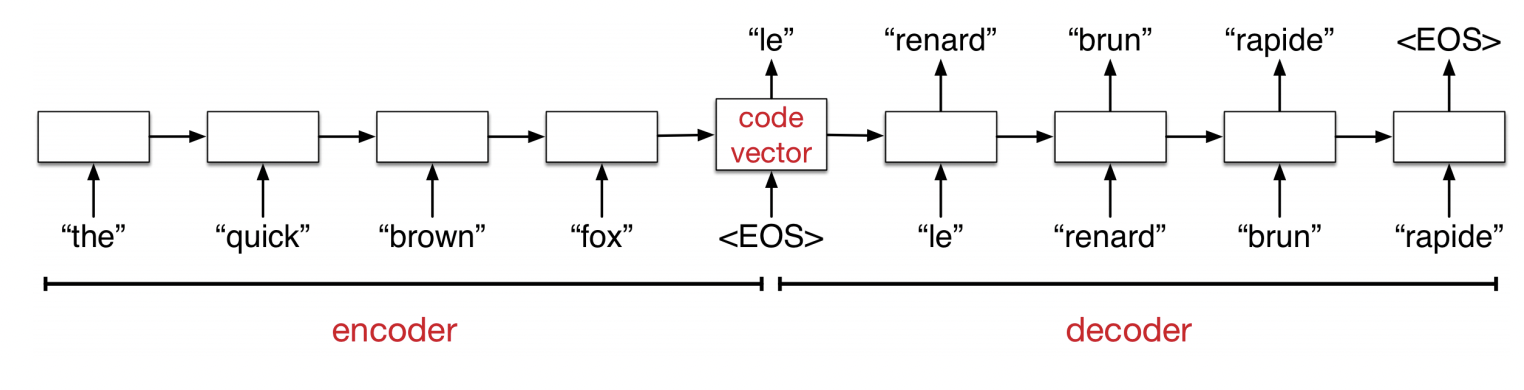 “le” “renard” “brun” “rapide” <EOS>
code
vector
“the” “quick” “brown” “fox” <EOS> “le” “renard” “brun” “rapide”
encoder decoder